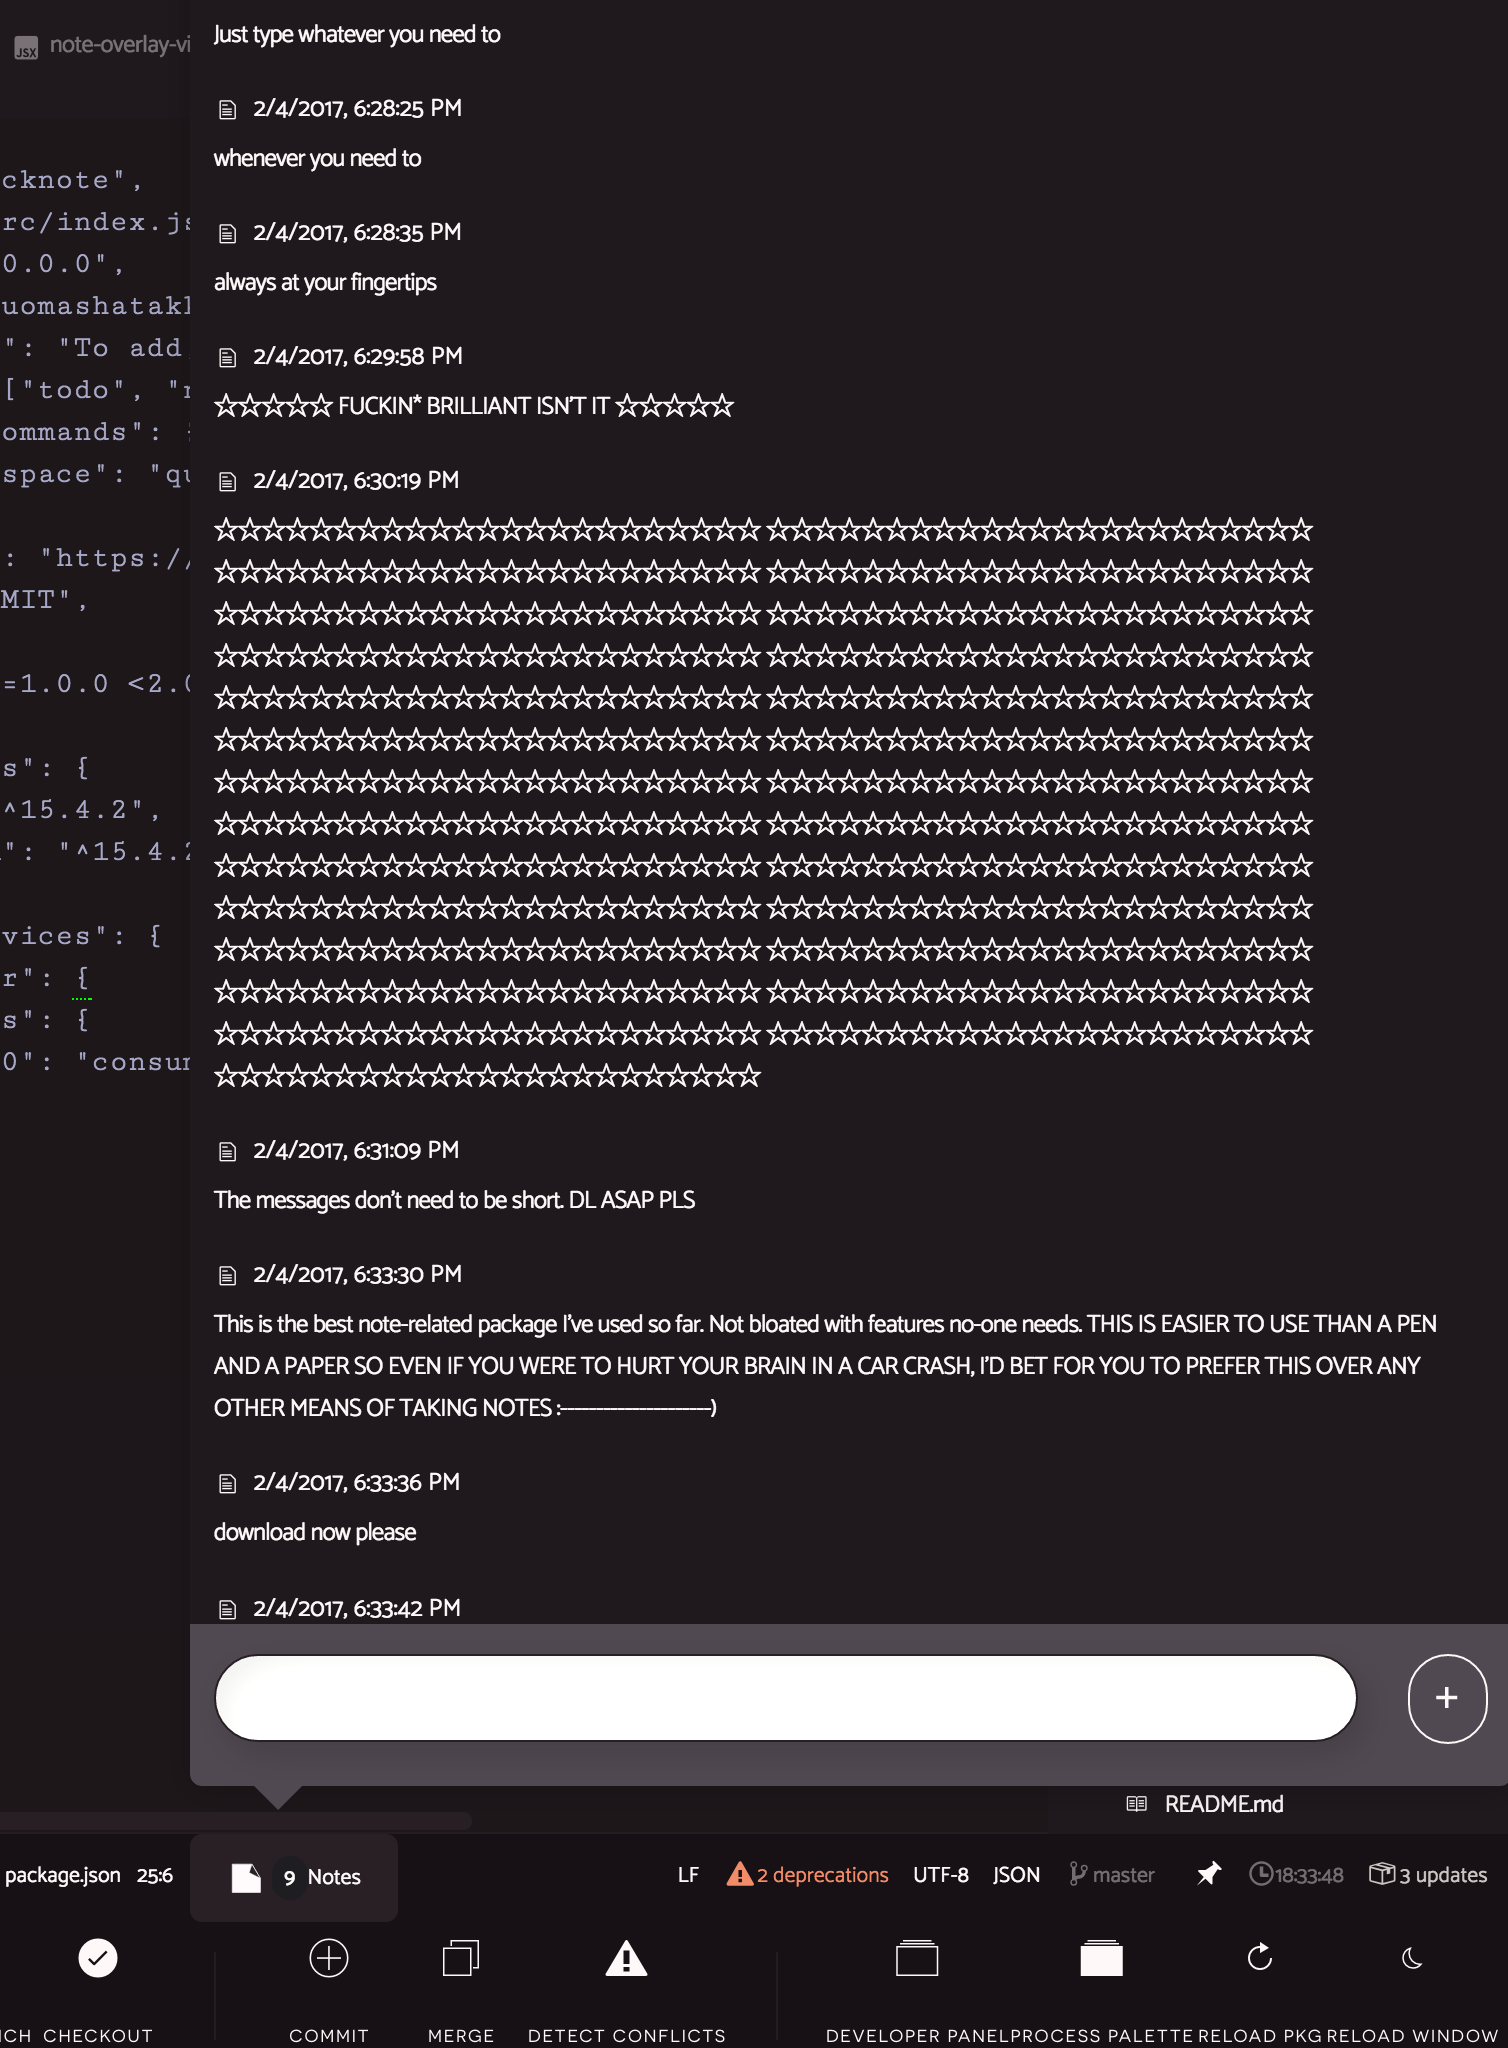 note-overlay-vi
cknote",
rc/index.js
0.0.0",
": "To add
["todo", "
ommands":
space": "qu
: "https://
MIT",
=1.0.0 <2.0
s": {
^15.4.2",
": "^15.4.2
vices": {
r": {
s": {
0": "consum
Just type whatever you need to
2/4/2017, 6:28:25 PM
whenever you need to
2/4/2017, 6:28:35 PM
always at your fingertips
2/4/2017, 6:29:58 PM
☆☆☆☆☆ FUCKIN* BRILLIANT ISN'T IT ☆☆☆☆☆
2/4/2017, 6:30:19 PM
☆☆☆☆☆☆☆☆☆☆☆☆☆☆☆☆☆☆☆☆☆☆☆ ☆☆☆☆☆☆☆☆☆☆☆☆☆☆☆☆☆☆☆☆☆☆☆
☆☆☆☆☆☆☆☆☆☆☆☆☆☆☆☆☆☆☆☆☆☆☆ ☆☆☆☆☆☆☆☆☆☆☆☆☆☆☆☆☆☆☆☆☆☆☆
☆☆☆☆☆☆☆☆☆☆☆☆☆☆☆☆☆☆☆☆☆☆☆ ☆☆☆☆☆☆☆☆☆☆☆☆☆☆☆☆☆☆☆☆☆☆☆
☆☆☆☆☆☆☆☆☆☆☆☆☆☆☆☆☆☆☆☆☆☆☆ ☆☆☆☆☆☆☆☆☆☆☆☆☆☆☆☆☆☆☆☆☆☆☆
☆☆☆☆☆☆☆☆☆☆☆☆☆☆☆☆☆☆☆☆☆☆☆ ☆☆☆☆☆☆☆☆☆☆☆☆☆☆☆☆☆☆☆☆☆☆☆
☆☆☆☆☆☆☆☆☆☆☆☆☆☆☆☆☆☆☆☆☆☆☆ ☆☆☆☆☆☆☆☆☆☆☆☆☆☆☆☆☆☆☆☆☆☆☆
☆☆☆☆☆☆☆☆☆☆☆☆☆☆☆☆☆☆☆☆☆☆☆ ☆☆☆☆☆☆☆☆☆☆☆☆☆☆☆☆☆☆☆☆☆☆☆
☆☆☆☆☆☆☆☆☆☆☆☆☆☆☆☆☆☆☆☆☆☆☆ ☆☆☆☆☆☆☆☆☆☆☆☆☆☆☆☆☆☆☆☆☆☆☆
☆☆☆☆☆☆☆☆☆☆☆☆☆☆☆☆☆☆☆☆☆☆☆ ☆☆☆☆☆☆☆☆☆☆☆☆☆☆☆☆☆☆☆☆☆☆☆
☆☆☆☆☆☆☆☆☆☆☆☆☆☆☆☆☆☆☆☆☆☆☆ ☆☆☆☆☆☆☆☆☆☆☆☆☆☆☆☆☆☆☆☆☆☆☆
☆☆☆☆☆☆☆☆☆☆☆☆☆☆☆☆☆☆☆☆☆☆☆ ☆☆☆☆☆☆☆☆☆☆☆☆☆☆☆☆☆☆☆☆☆☆☆
☆☆☆☆☆☆☆☆☆☆☆☆☆☆☆☆☆☆☆☆☆☆☆ ☆☆☆☆☆☆☆☆☆☆☆☆☆☆☆☆☆☆☆☆☆☆☆
☆☆☆☆☆☆☆☆☆☆☆☆☆☆☆☆☆☆☆☆☆☆☆ ☆☆☆☆☆☆☆☆☆☆☆☆☆☆☆☆☆☆☆☆☆☆☆
☆☆☆☆☆☆☆☆☆☆☆☆☆☆☆☆☆☆☆☆☆☆☆
2/4/2017, 6:31:09 PM
The messages don't need to be short. DL ASAP PLS
2/4/2017, 6:33:30 PM
This is the best note-related package I've used so far. Not bloated with features no-one needs. THIS IS EASIER TO USE THAN A PEN
AND A PAPER SO EVEN IF YOU WERE TO HURT YOUR BRAIN IN A CAR CRASH, I'D BET FOR YOU TO PREFER THIS OVER ANY
OTHER MEANS OF TAKING NOTES :----------------------)
2/4/2017, 6:33:36 PM
download now please
2/4/2017, 6:33:42 PM
+
README.md
package.json 25:6 9 Notes LF 2 deprecations UTF-8 JSON master 18:33:48 3 updates
CH CHECKOUT COMMIT MERGE DETECT CONFLICTS DEVELOPER PANEL PROCESS PALETTE RELOAD PKG RELOAD WINDOW